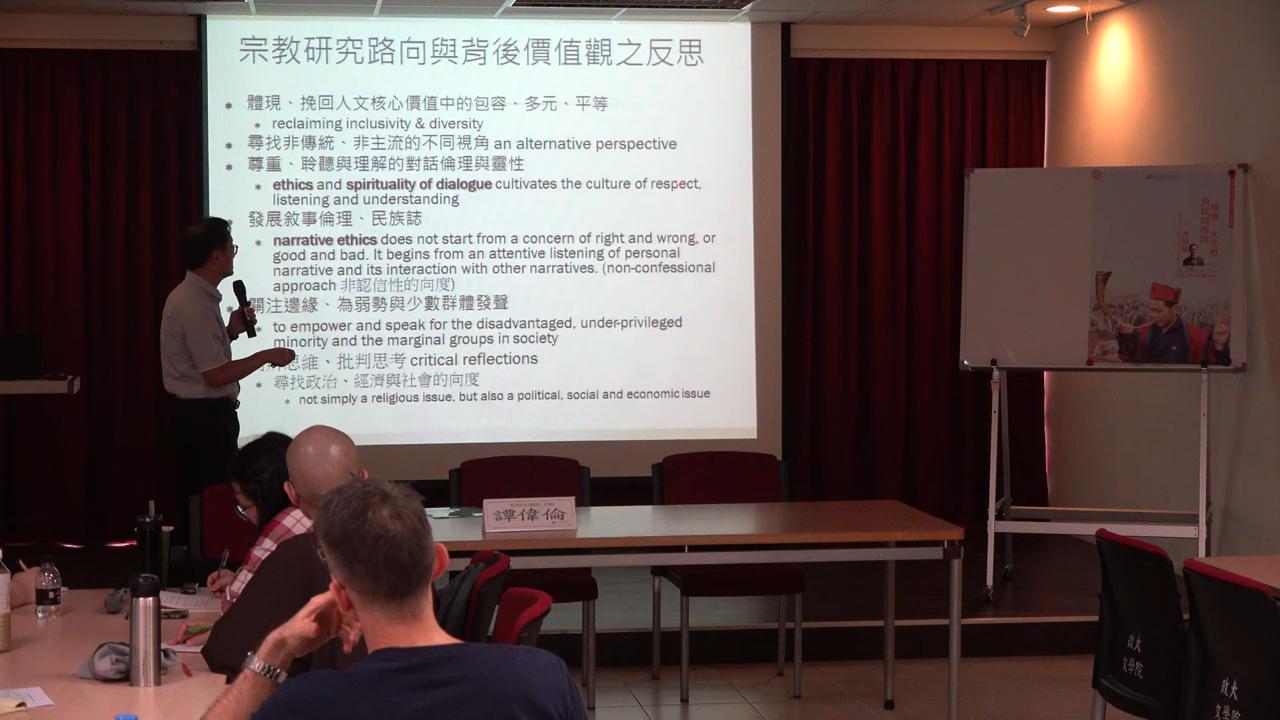 宗教研究路向與背後價值觀之反思
體現、挽回人文核心價值中的包容、多元、平等
reclaiming inclusivity & diversity
尋找非傳統、非主流的不同視角 an alternative perspective
尊重、聆聽與理解的對話倫理與靈性
ethics and spirituality of dialogue cultivates the culture of respect,
listening and understanding
發展敘事倫理、民族誌
narrative ethics does not start from a concern of right and wrong, or
good and bad. It begins from an attentive listening of personal
narrative and its interaction with other narratives. (non-confessional
approach 非認信性的向度)
關注邊緣、為弱勢與少數群體發聲
to empower and speak for the disadvantaged, under-privileged
minority and the marginal groups in society
思維、批判思考 critical reflections
尋找政治、經濟與社會的向度
not simply a religious issue, but also a political, social and economic issue
譚偉倫
政大
文學院
政大
文學院